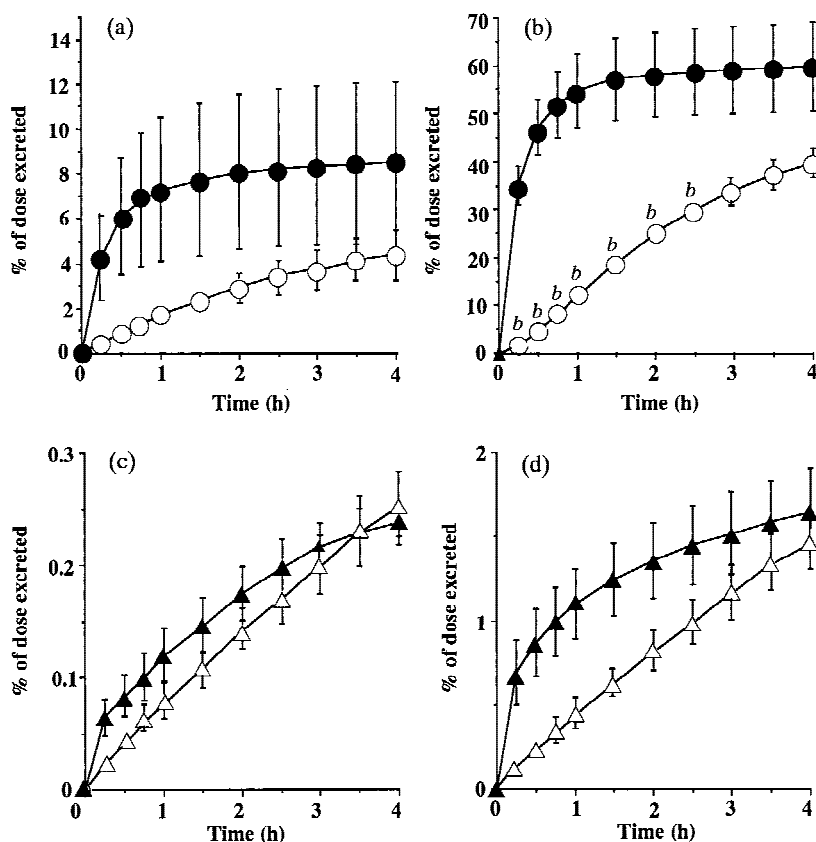 (a)
15
14
12
10
8
6
4
2
0
% of dose excreted
0 1 2 3 4
Time (h)
(b)
70
60
50
40
30
20
10
0
% of dose excreted
b b b b b b b
0 1 2 3 4
Time (h)
(c)
0.3
0.2
0.1
0
% of dose excreted
0 1 2 3 4
Time (h)
(d)
2
1
0
% of dose excreted
0 1 2 3 4
Time (h)